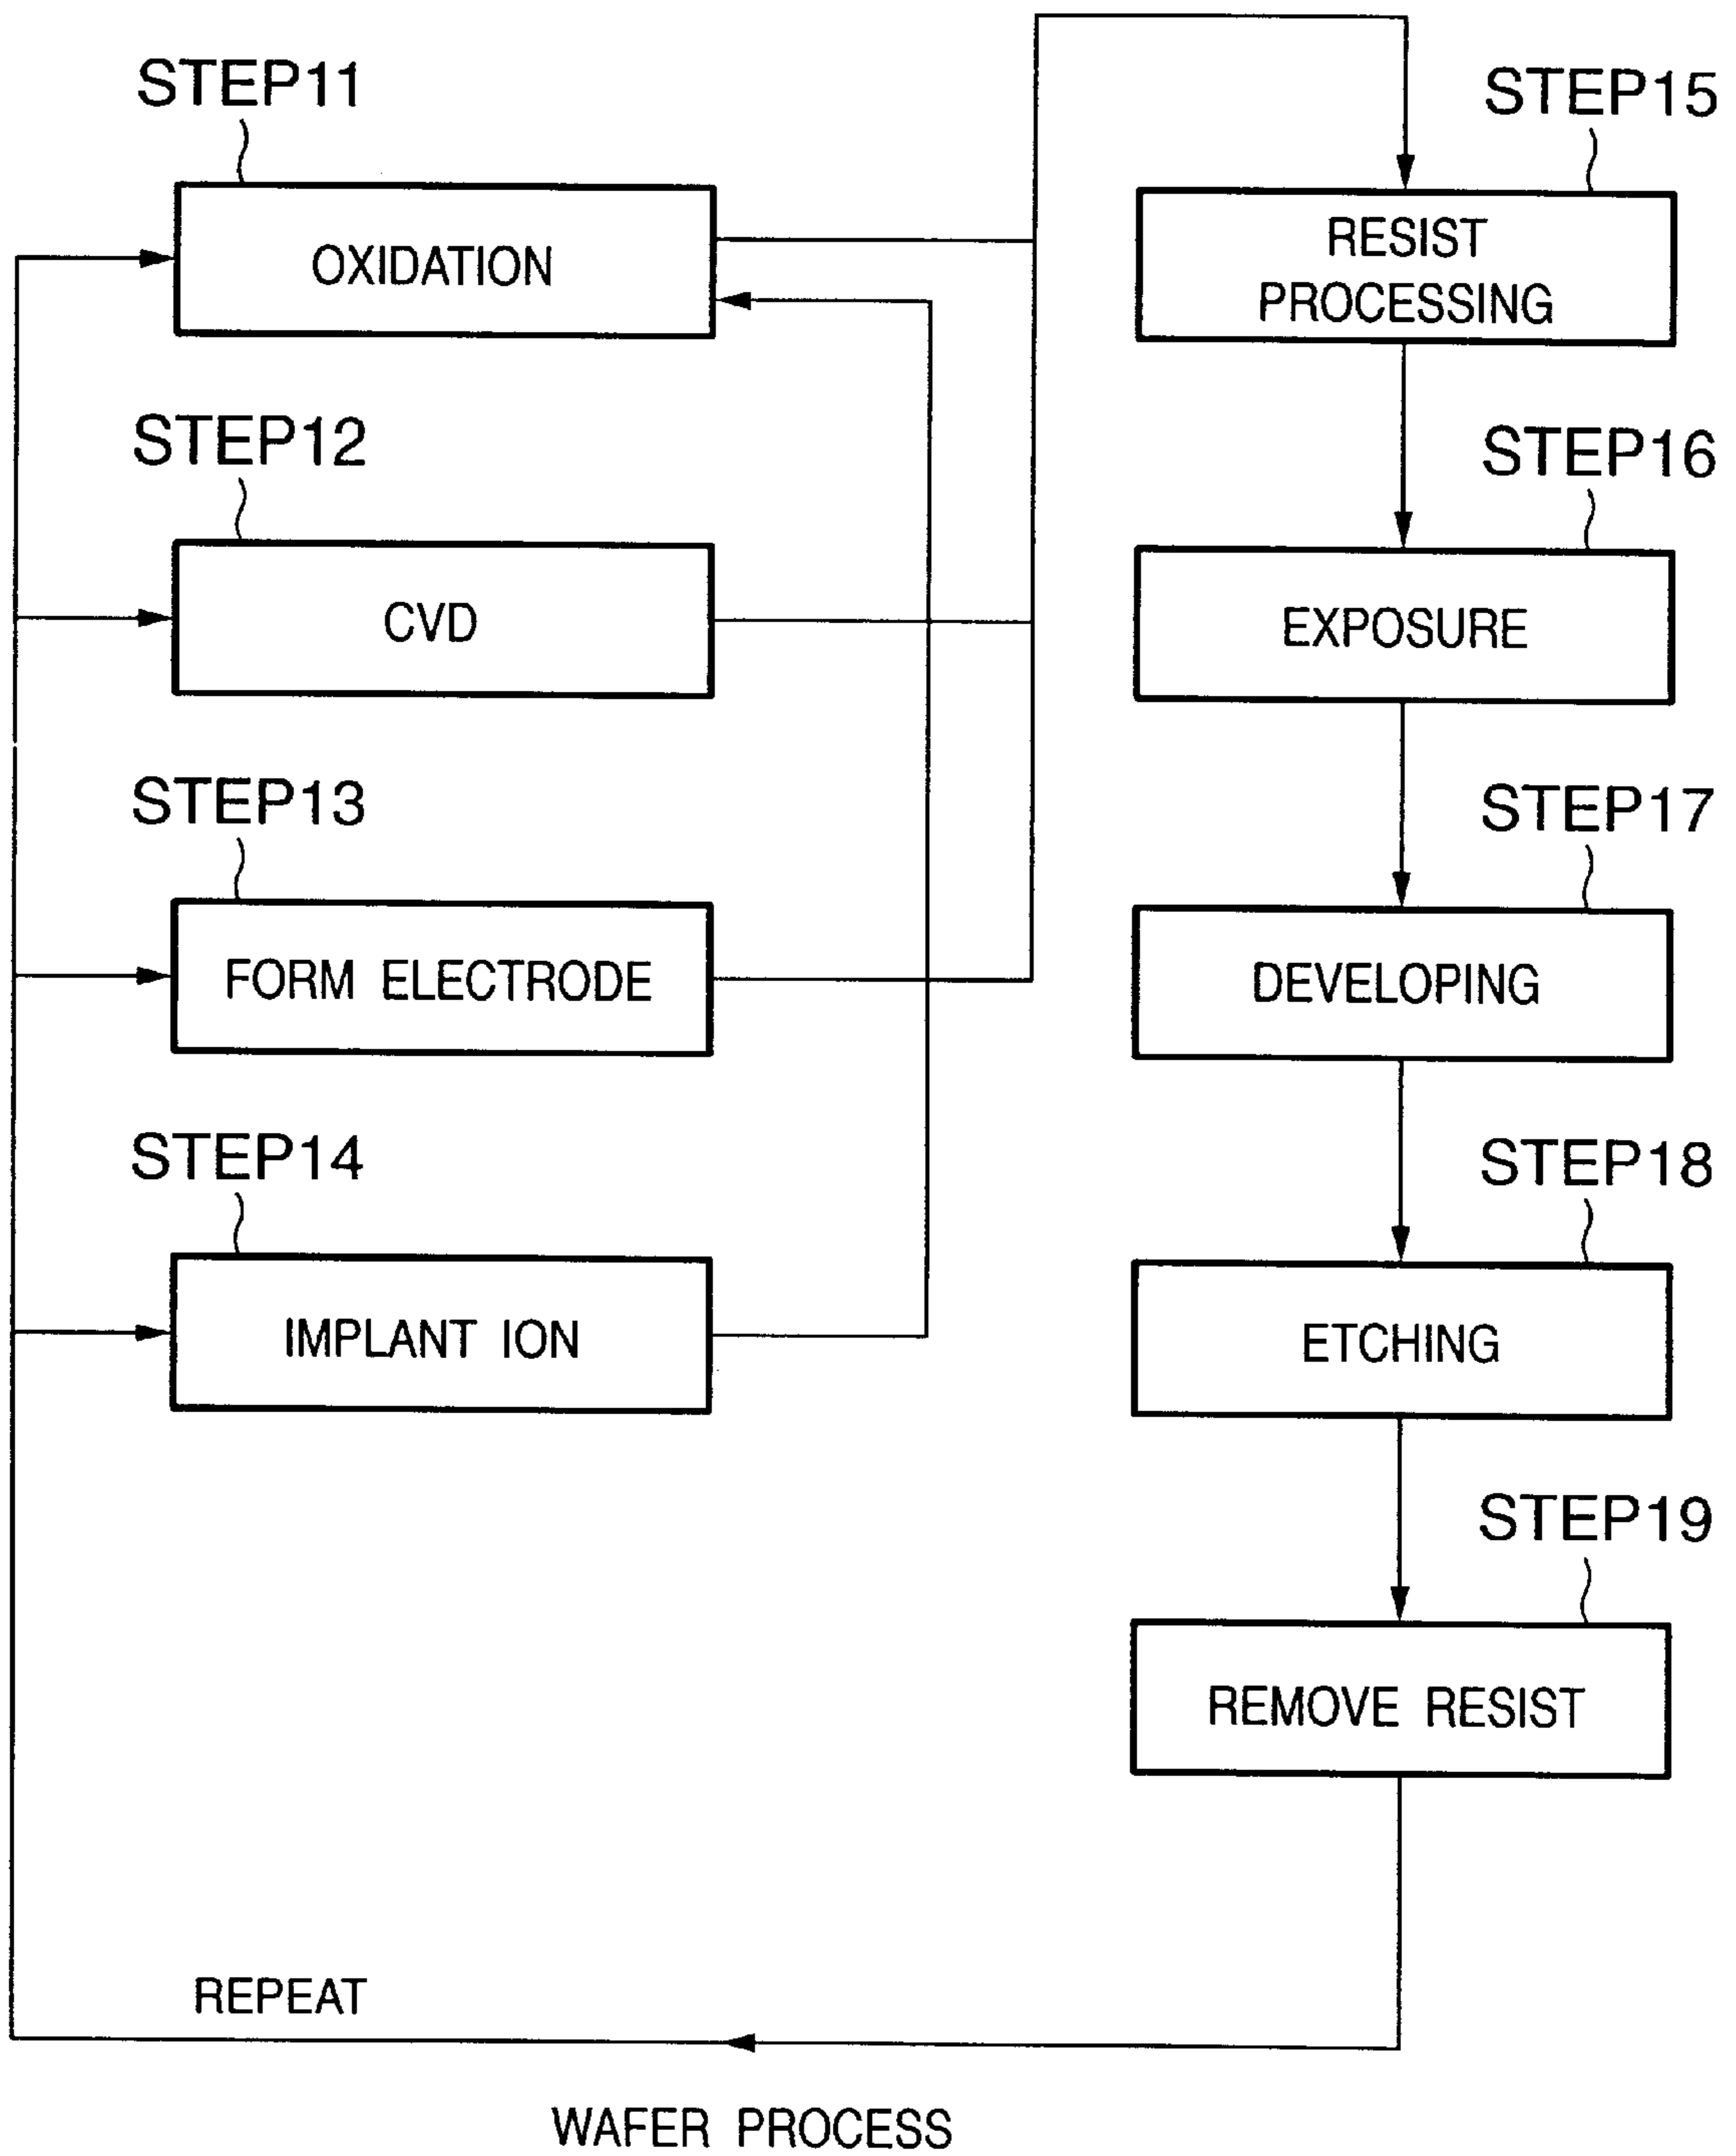 STEP11
OXIDATION
STEP12
CVD
STEP13
FORM ELECTRODE
STEP14
IMPLANT ION
STEP15
RESIST
PROCESSING
STEP16
EXPOSURE
STEP17
DEVELOPING
STEP18
ETCHING
STEP19
REMOVE RESIST
REPEAT
WAFER PROCESS